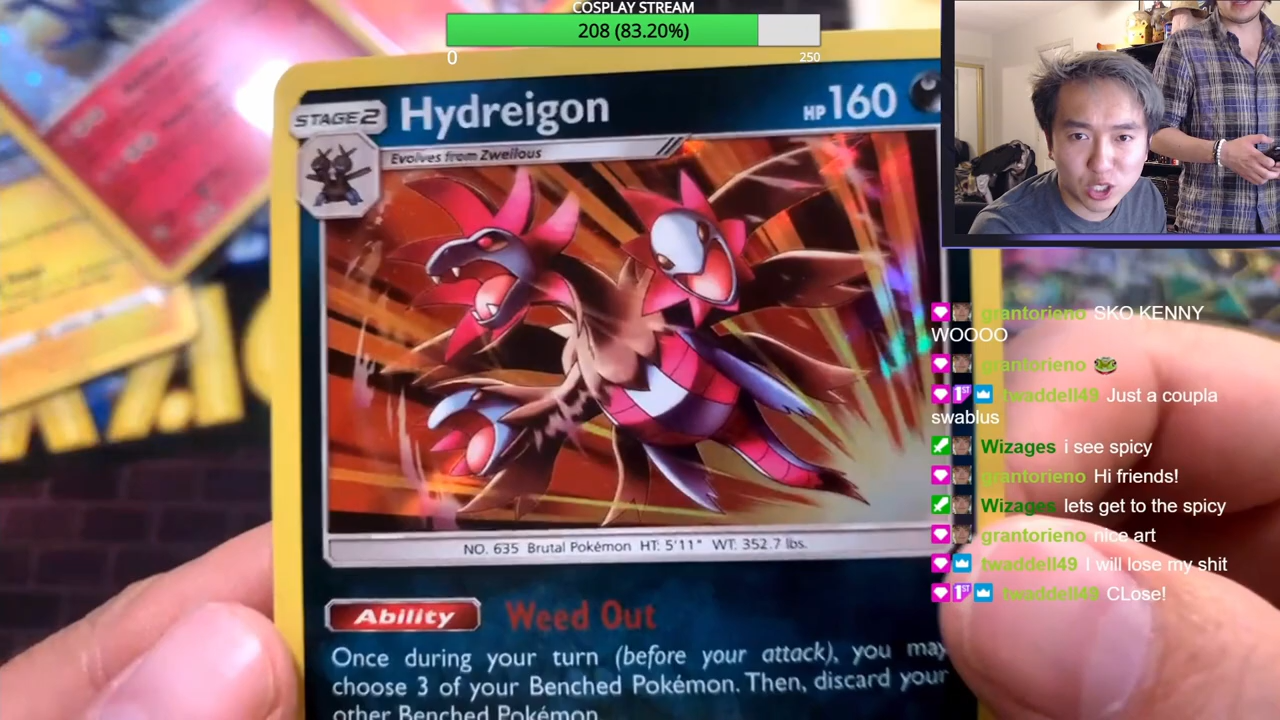 COSPLAY STREAM
208 (83.20%)
0
250
STAGE 2
Hydreigon
HP 160
Evolves from Zweilous
NO. 635 Brutal Pokémon HT: 5'11" WT: 352.7 lbs.
Ability
Weed Out
Once during your turn (before your attack), you may
choose 3 of your Benched Pokémon. Then, discard your
other Benched Pokémon.
grantorieno SKO KENNY
WOOOO
grantorieno
1ST twaddell49 Just a coupla
swablus
Wizages i see spicy
grantorieno Hi friends!
Wizages lets get to the spicy
grantorieno nice art
twaddell49 I will lose my shit
1ST twaddell49 CLose!